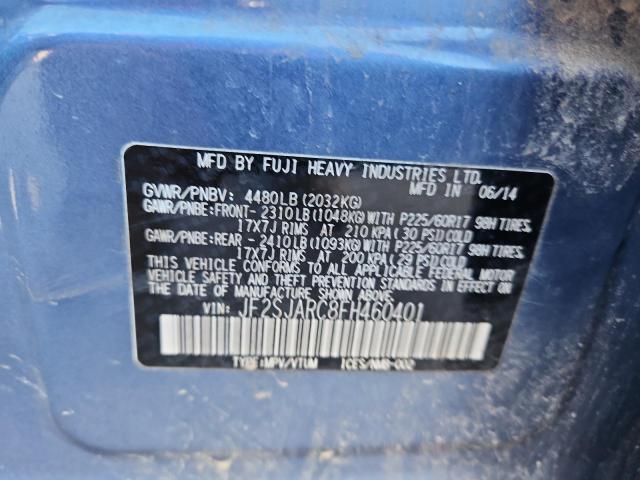 MFD BY FUJI HEAVY INDUSTRIES LTD.
MFD IN 06/14
GVWR/PNBV: 4480LB(2032KG)
GAWR/PNBE:FRONT-2310LB(1048KG)WITH P225/60R17 98H TIRES,
17X7J RIMS AT 210 KPA(30 PSI)COLD
GAWR/PNBE:REAR -2410LB(1093KG)WITH P225/60R17 98H TIRES,
17X7J RIMS AT 200 KPA(29 PSI)COLD
THIS VEHICLE CONFORMS TO ALL APPLICABLE FEDERAL MOTOR
VEHICLE SAFETY AND THEFT PREVENTION STANDARDS IN EFFECT ON
THE DATE OF MANUFACTURE SHOWN ABOVE.
VIN: JF2SJARC8FH460401
TYPE:MPV/VTUM ICES/NMB-002